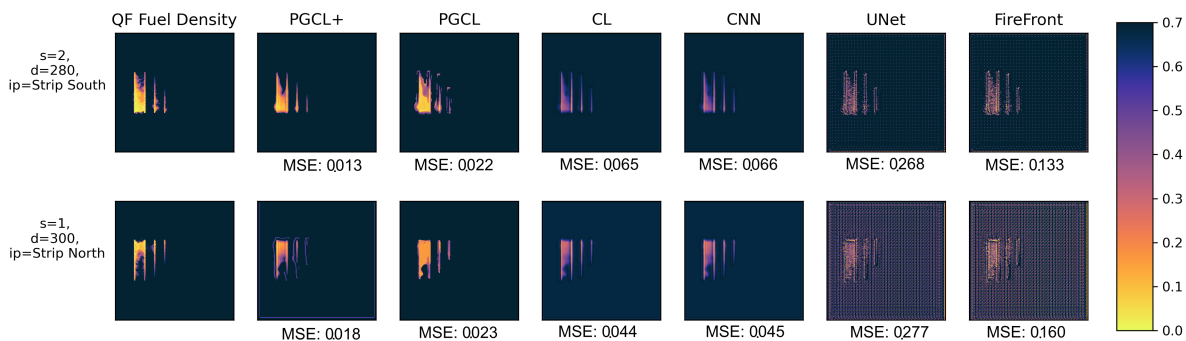 QF Fuel Density PGCL+ PGCL CL CNN UNet FireFront
s=2,
d=280,
ip=Strip South
MSE: 0.013 MSE: 0.022 MSE: 0.065 MSE: 0.066 MSE: 0.268 MSE: 0.133
s=1,
d=300,
ip=Strip North
MSE: 0.018 MSE: 0.023 MSE: 0.044 MSE: 0.045 MSE: 0.277 MSE: 0.160
0.7
0.6
0.5
0.4
0.3
0.2
0.1
0.0